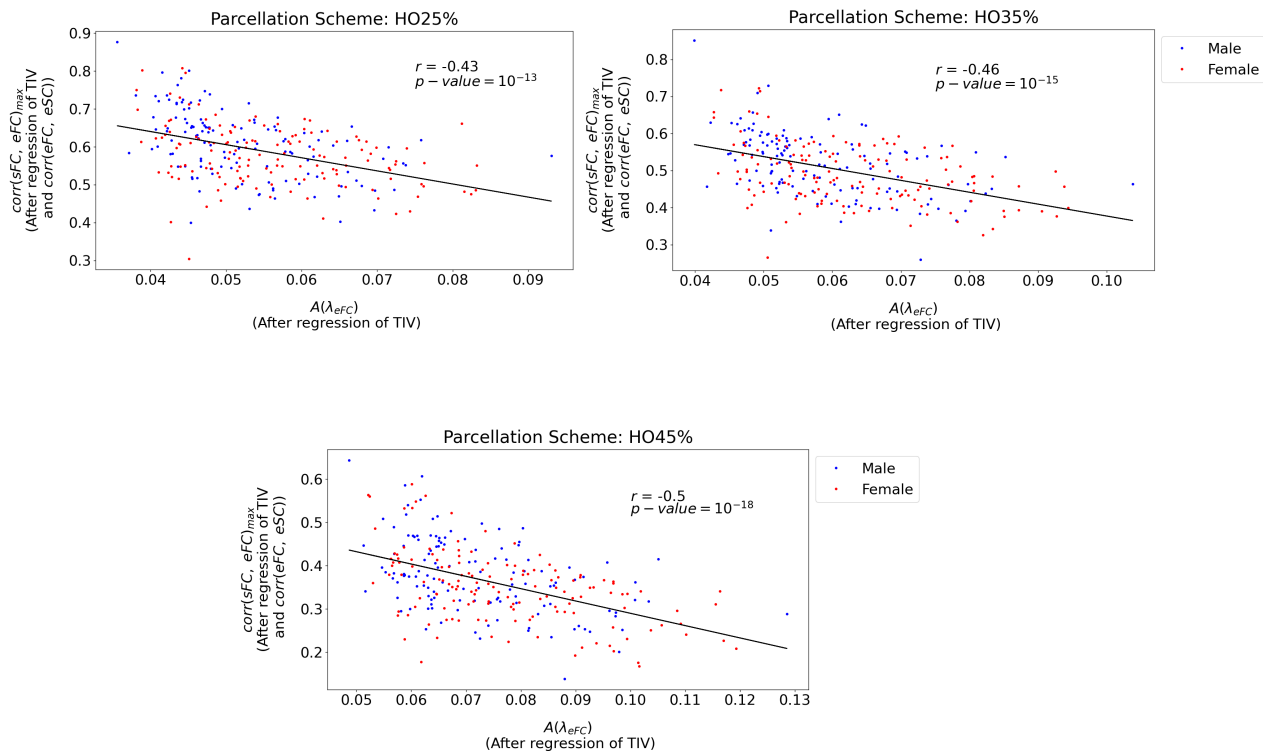 Parcellation Scheme: HO25%
0.9
0.8
0.7
0.6
0.5
0.4
0.3
corr(sFC, eFC)max
(After regression of TIV
and corr(eFC, eSC))
r = -0.43
p − value = 10−13
0.04 0.05 0.06 0.07 0.08 0.09
A(λeFC)
(After regression of TIV)
Parcellation Scheme: HO35%
0.8
0.7
0.6
0.5
0.4
0.3
corr(sFC, eFC)max
(After regression of TIV
and corr(eFC, eSC))
r = -0.46
p − value = 10−15
0.04 0.05 0.06 0.07 0.08 0.09 0.10
A(λeFC)
(After regression of TIV)
Male
Female
Parcellation Scheme: HO45%
0.6
0.5
0.4
0.3
0.2
corr(sFC, eFC)max
(After regression of TIV
and corr(eFC, eSC))
r = -0.5
p − value = 10−18
0.05 0.06 0.07 0.08 0.09 0.10 0.11 0.12 0.13
A(λeFC)
(After regression of TIV)
Male
Female